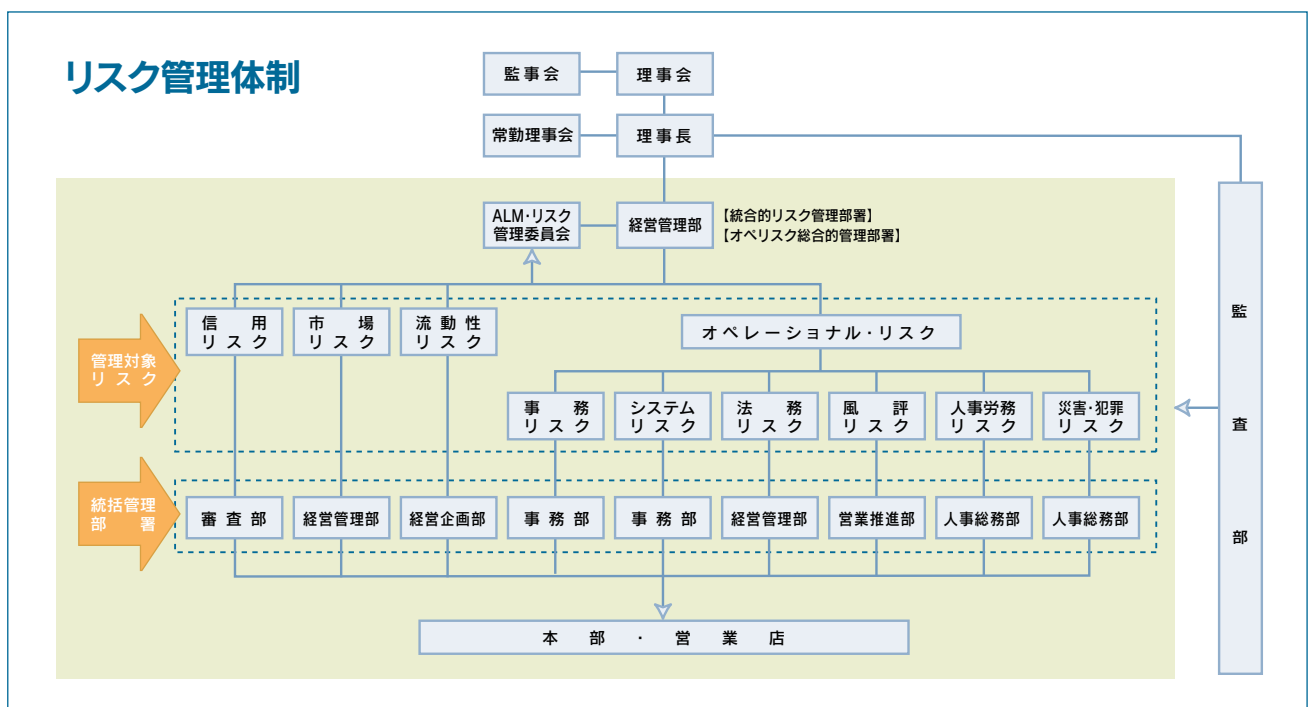 リスク管理体制
監事会
理事会
常勤理事会
理事長
ALM･リスク
管理委員会
経営管理部
【統合的リスク管理部署】
【オペリスク総合的管理部署】
管理対象
リスク
信用
リスク
市場
リスク
流動性
リスク
オペレーショナル･リスク
事務
リスク
システム
リスク
法務
リスク
風評
リスク
人事労務
リスク
災害･犯罪
リスク
統括管理
部署
審査部
経営管理部
経営企画部
事務部
事務部
経営管理部
営業推進部
人事総務部
人事総務部
本部・営業店
監査部